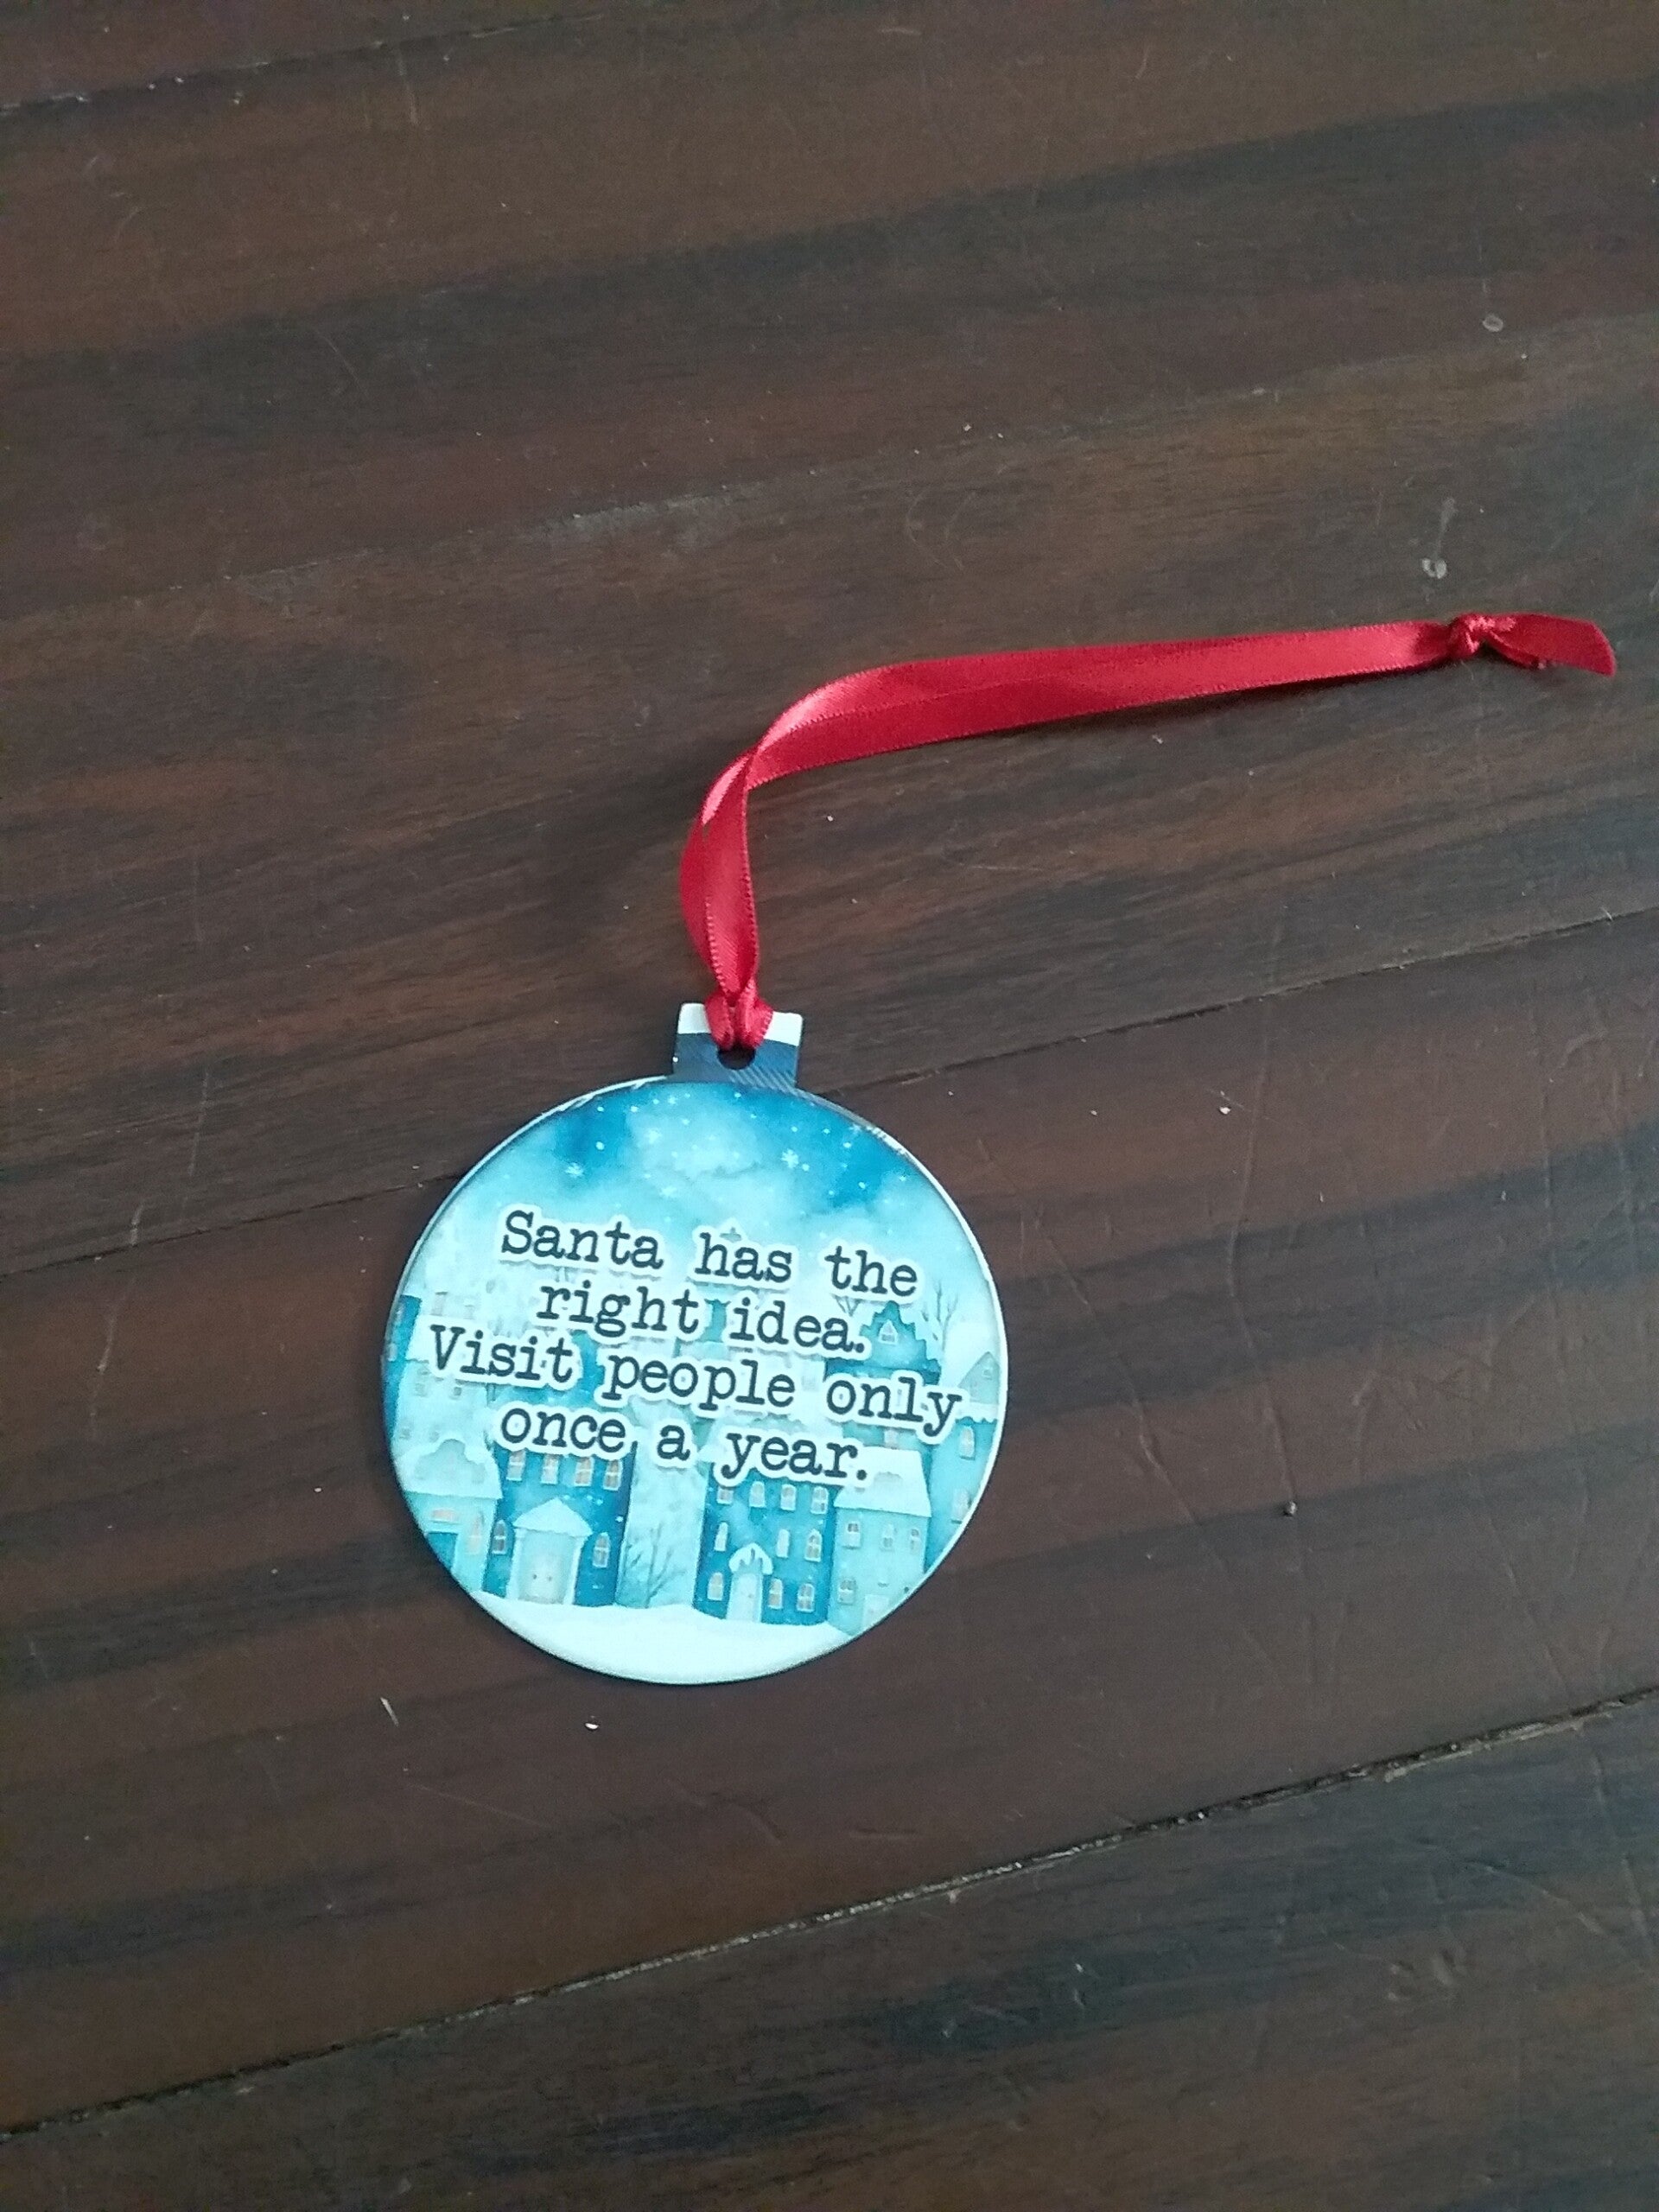 Santa has the
right idea.
Visit people only
once a year.